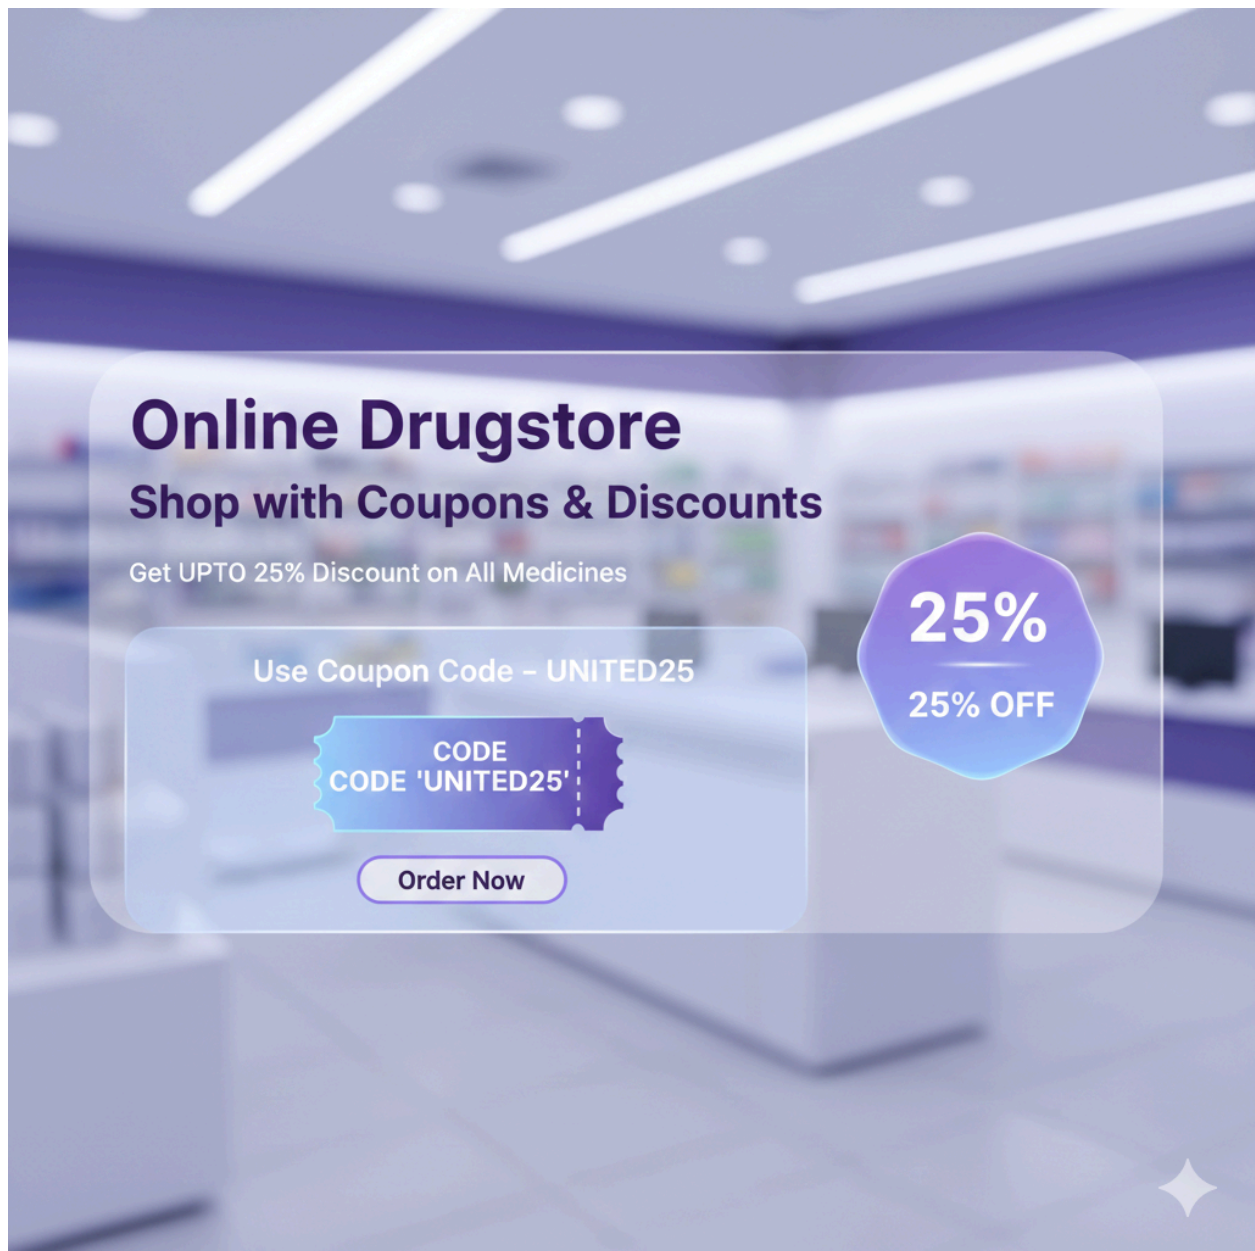 Online Drugstore
Shop with Coupons & Discounts
Get UPTO 25% Discount on All Medicines
Use Coupon Code – UNITED25
CODE
CODE 'UNITED25'
Order Now
25%
25% OFF